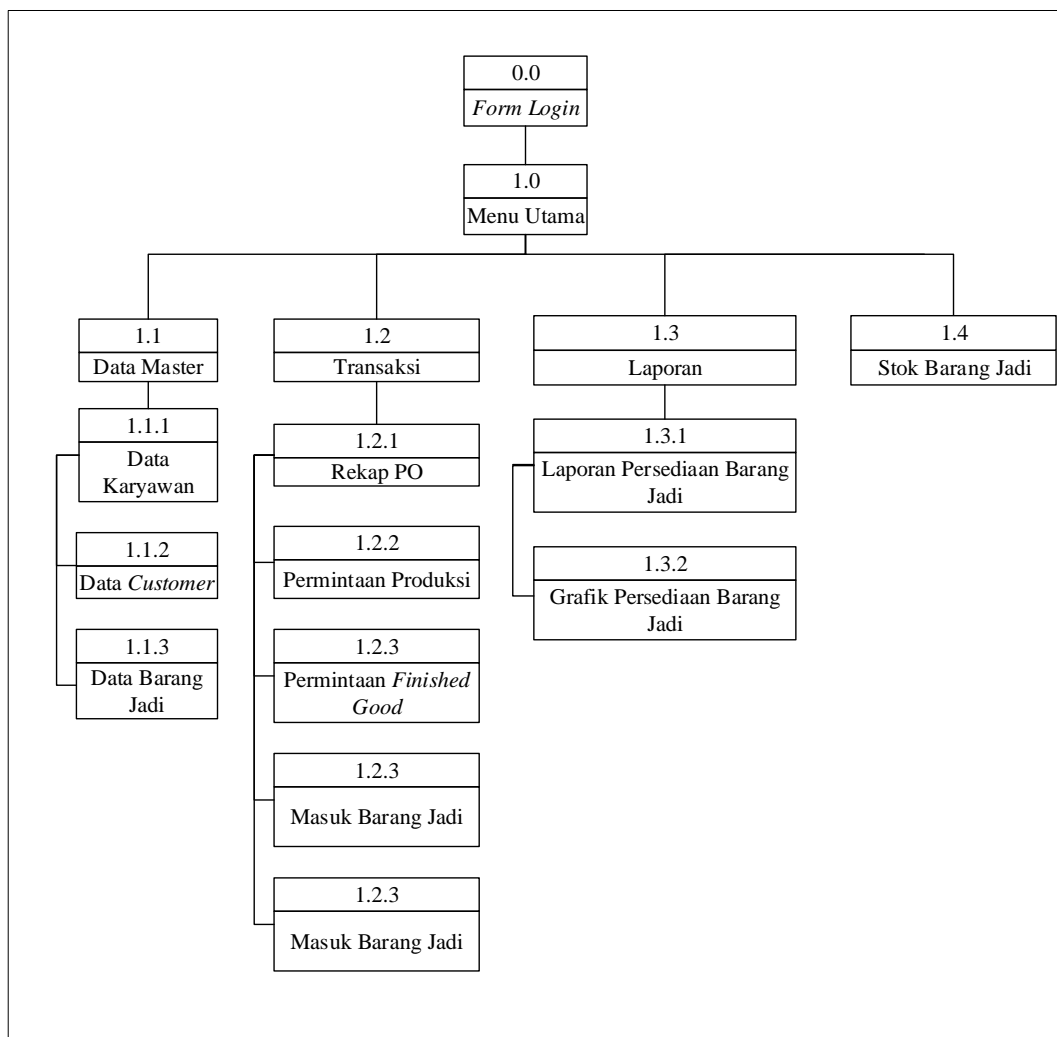 0.0
Form Login
1.0
Menu Utama
1.1
Data Master
1.1.1
Data
Karyawan
1.1.2
Data Customer
1.1.3
Data Barang
Jadi
1.2
Transaksi
1.2.1
Rekap PO
1.2.2
Permintaan Produksi
1.2.3
Permintaan Finished
Good
1.2.3
Masuk Barang Jadi
1.2.3
Masuk Barang Jadi
1.3
Laporan
1.3.1
Laporan Persediaan Barang
Jadi
1.3.2
Grafik Persediaan Barang
Jadi
1.4
Stok Barang Jadi